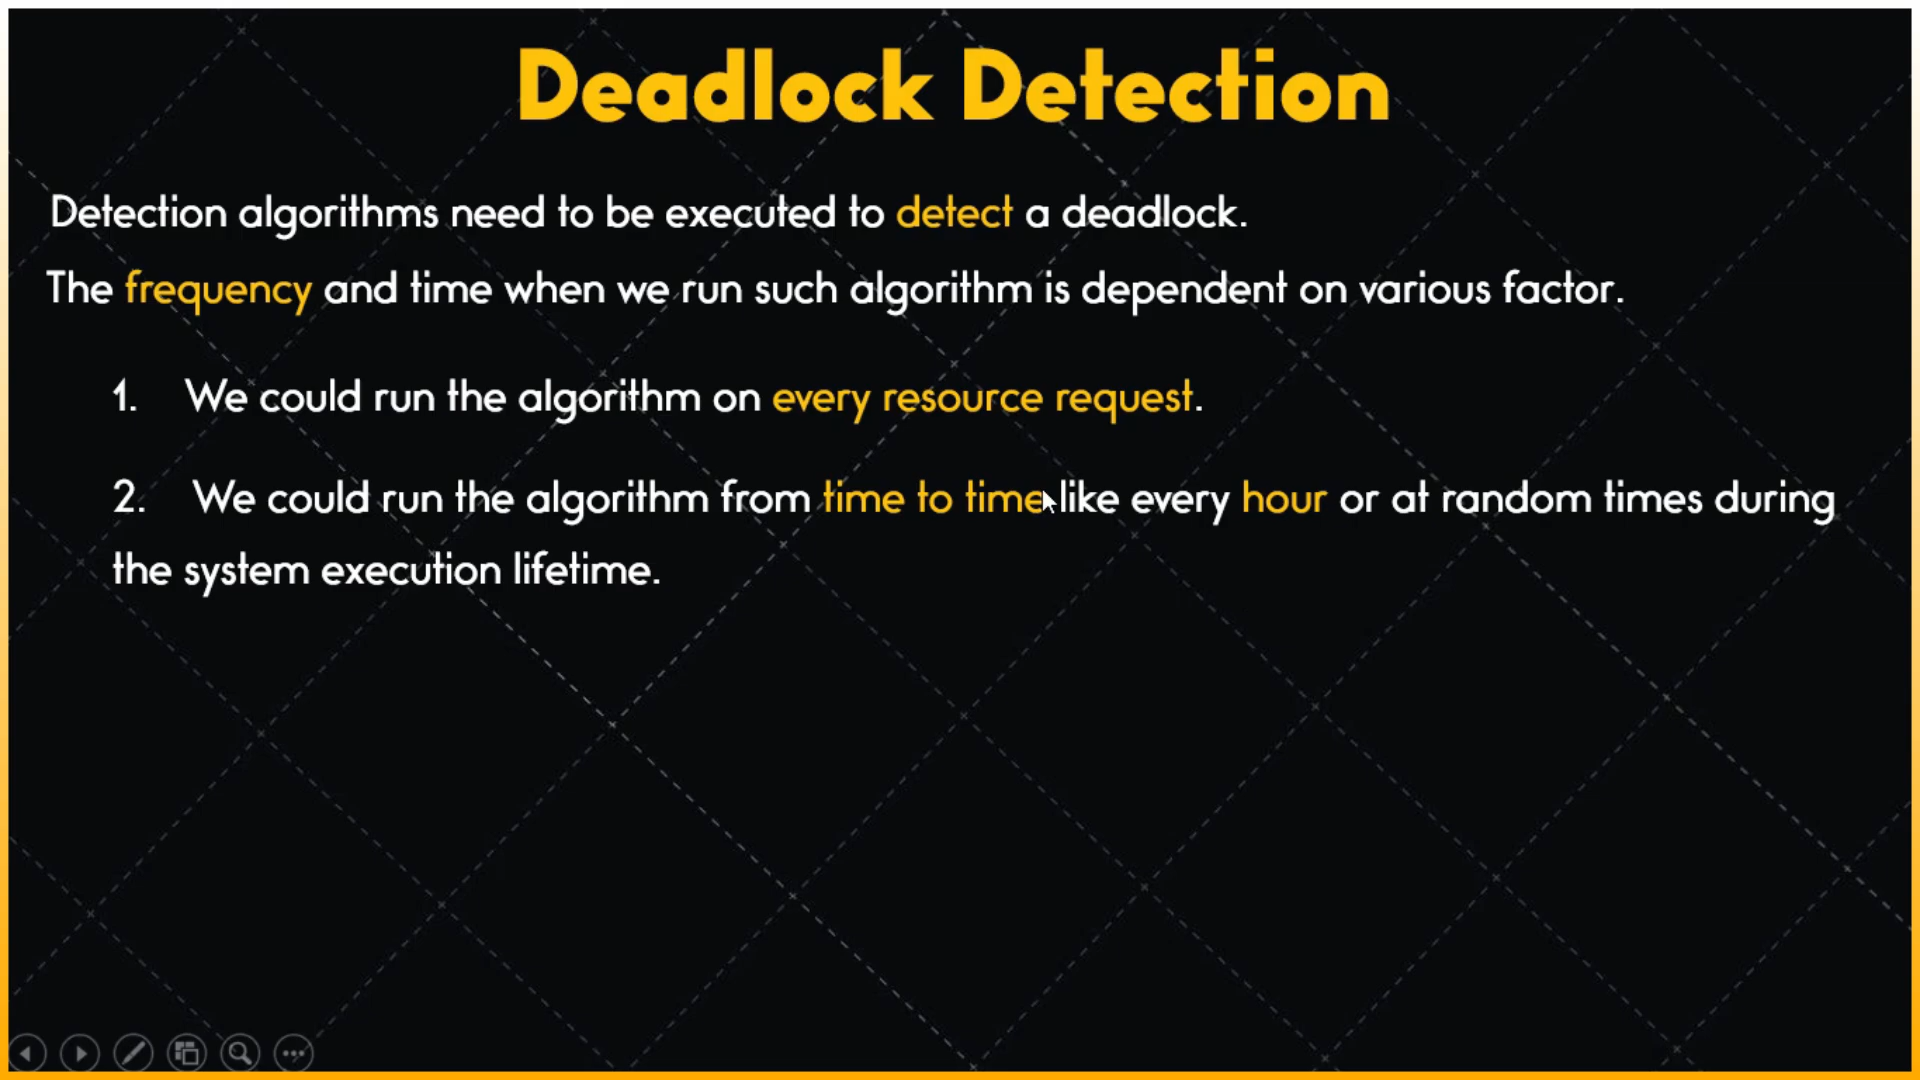 Deadlock Detection
Detection algorithms need to be executed to detect a deadlock.
The frequency and time when we run such algorithm is dependent on various factor.
1. We could run the algorithm on every resource request.
2. We could run the algorithm from time to time like every hour or at random times during
the system execution lifetime.